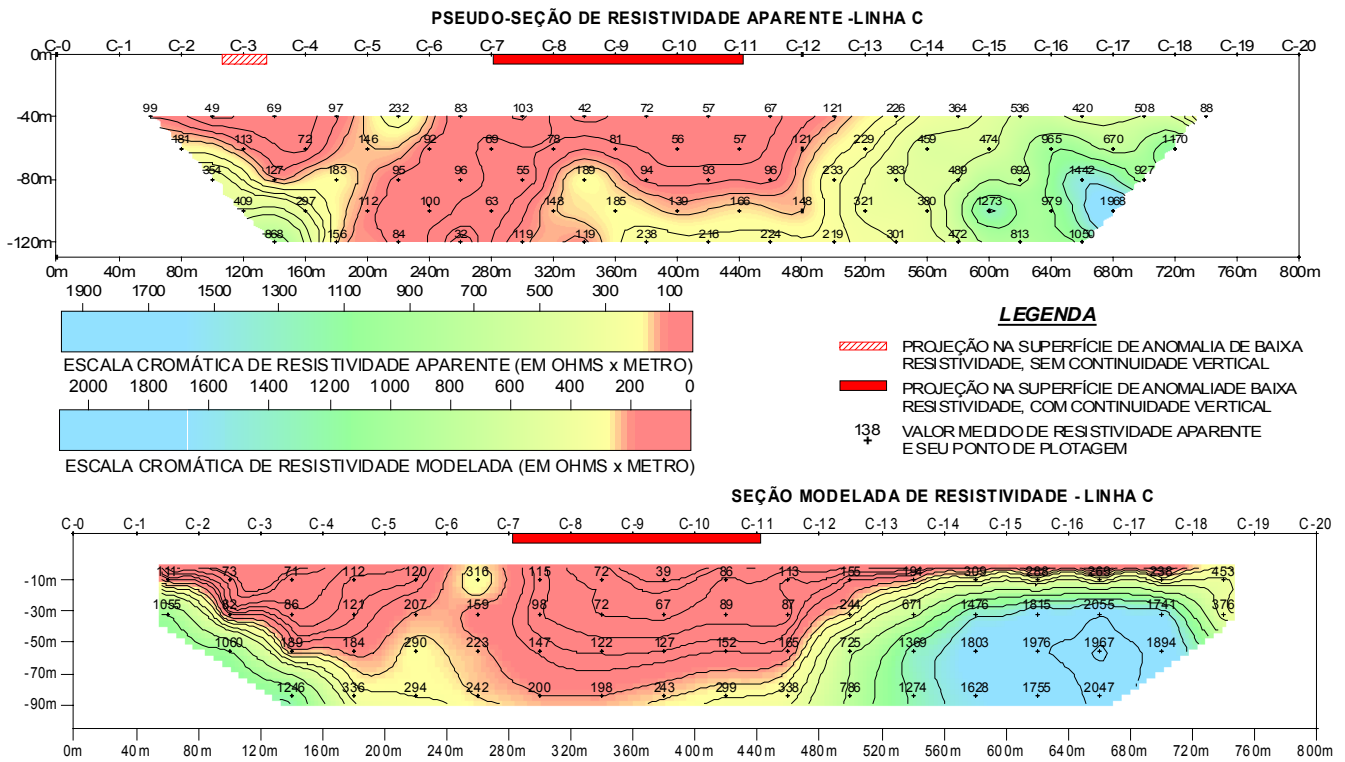 PSEUDO-SEÇÃO DE RESISTIVIDADE APARENTE -LINHA C
C-0 C-1 C-2 C-3 C-4 C-5 C-6 C-7 C-8 C-9 C-10 C-11 C-12 C-13 C-14 C-15 C-16 C-17 C-18 C-19 C-20
0m
99 49 69 97 232 83 103 42 72 57 67 121 226 364 536 420 508 88
-40m
181 113 72 146 92 69 78 81 56 57 121 229 459 474 965 670 1170
354 127 183 95 96 55 189 94 93 96 233 383 489 692 1442 927
-80m
409 297 112 100 63 148 185 139 166 148 321 380 1273 979 1968
868 156 84 32 119 119 238 216 224 219 301 472 813 1050
-120m
0m 40m 80m 120m 160m 200m 240m 280m 320m 360m 400m 440m 480m 520m 560m 600m 640m 680m 720m 760m 800m
1900 1700 1500 1300 1100 900 700 500 300 100
ESCALA CROMÁTICA DE RESISTIVIDADE APARENTE (EM OHMS x METRO)
2000 1800 1600 1400 1200 1000 800 600 400 200 0
ESCALA CROMÁTICA DE RESISTIVIDADE MODELADA (EM OHMS x METRO)
LEGENDA
PROJEÇÃO NA SUPERFÍCIE DE ANOMALIA DE BAIXA
RESISTIVIDADE, SEM CONTINUIDADE VERTICAL
PROJEÇÃO NA SUPERFÍCIE DE ANOMALIADE BAIXA
RESISTIVIDADE, COM CONTINUIDADE VERTICAL
138 VALOR MEDIDO DE RESISTIVIDADE APARENTE
E SEU PONTO DE PLOTAGEM
SEÇÃO MODELADA DE RESISTIVIDADE - LINHA C
C-0 C-1 C-2 C-3 C-4 C-5 C-6 C-7 C-8 C-9 C-10 C-11 C-12 C-13 C-14 C-15 C-16 C-17 C-18 C-19 C-20
111 73 71 112 120 316 115 72 39 86 113 155 194 309 288 269 238 453
-10m
1055 82 86 121 207 159 98 72 67 89 87 244 671 1476 1815 2055 1741 376
-30m
1060 189 184 290 223 147 122 127 152 165 725 1369 1803 1976 1967 1894
-50m
-70m
1246 336 294 242 200 198 243 299 338 786 1274 1628 1755 2047
-90m
0m 40m 80m 120m 160m 200m 240m 280m 320m 360m 400m 440m 480m 520m 560m 600m 640m 680m 720m 760m 800m